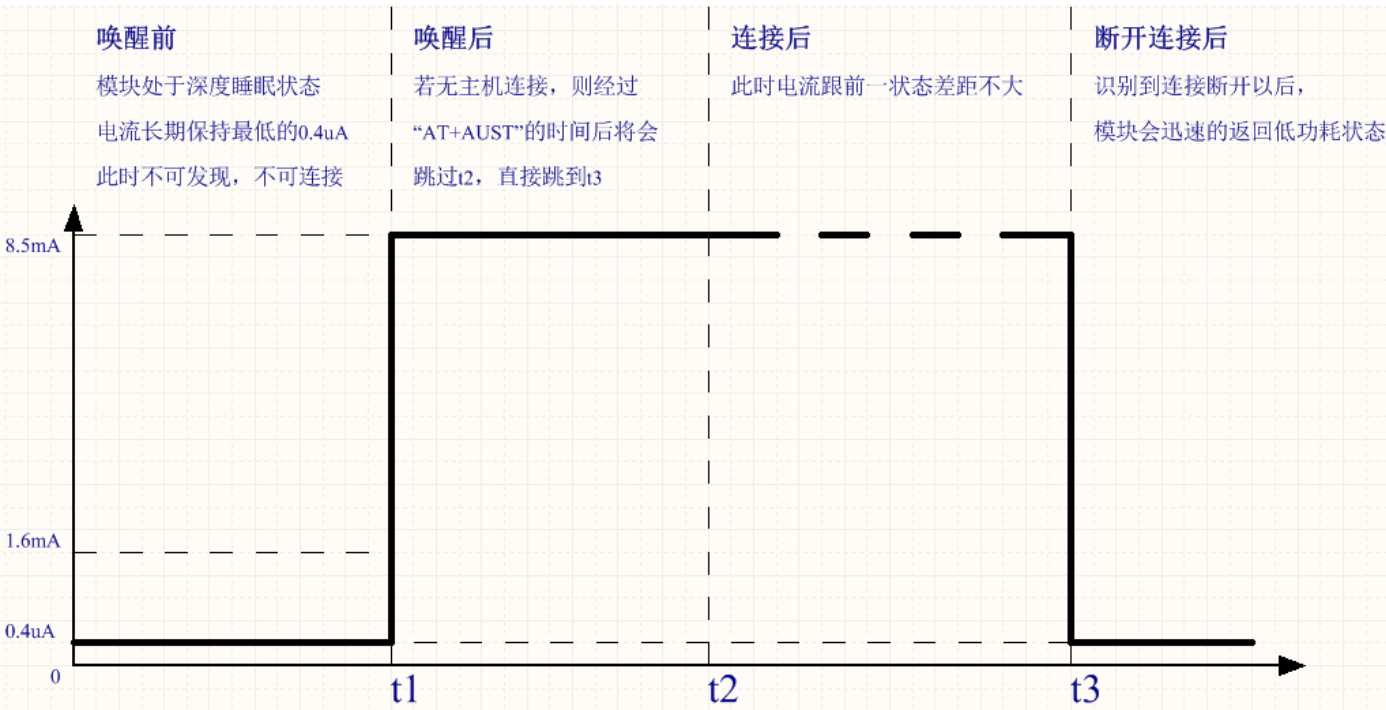 唤醒前
模块处于深度睡眠状态
电流长期保持最低的0.4uA
此时不可发现，不可连接
唤醒后
若无主机连接，则经过
“AT+AUST”的时间后将会
跳过t2，直接跳到t3
连接后
此时电流跟前一状态差距不大
断开连接后
识别到连接断开以后，
模块会迅速的返回低功耗状态
8.5mA
1.6mA
0.4uA
0
t1
t2
t3